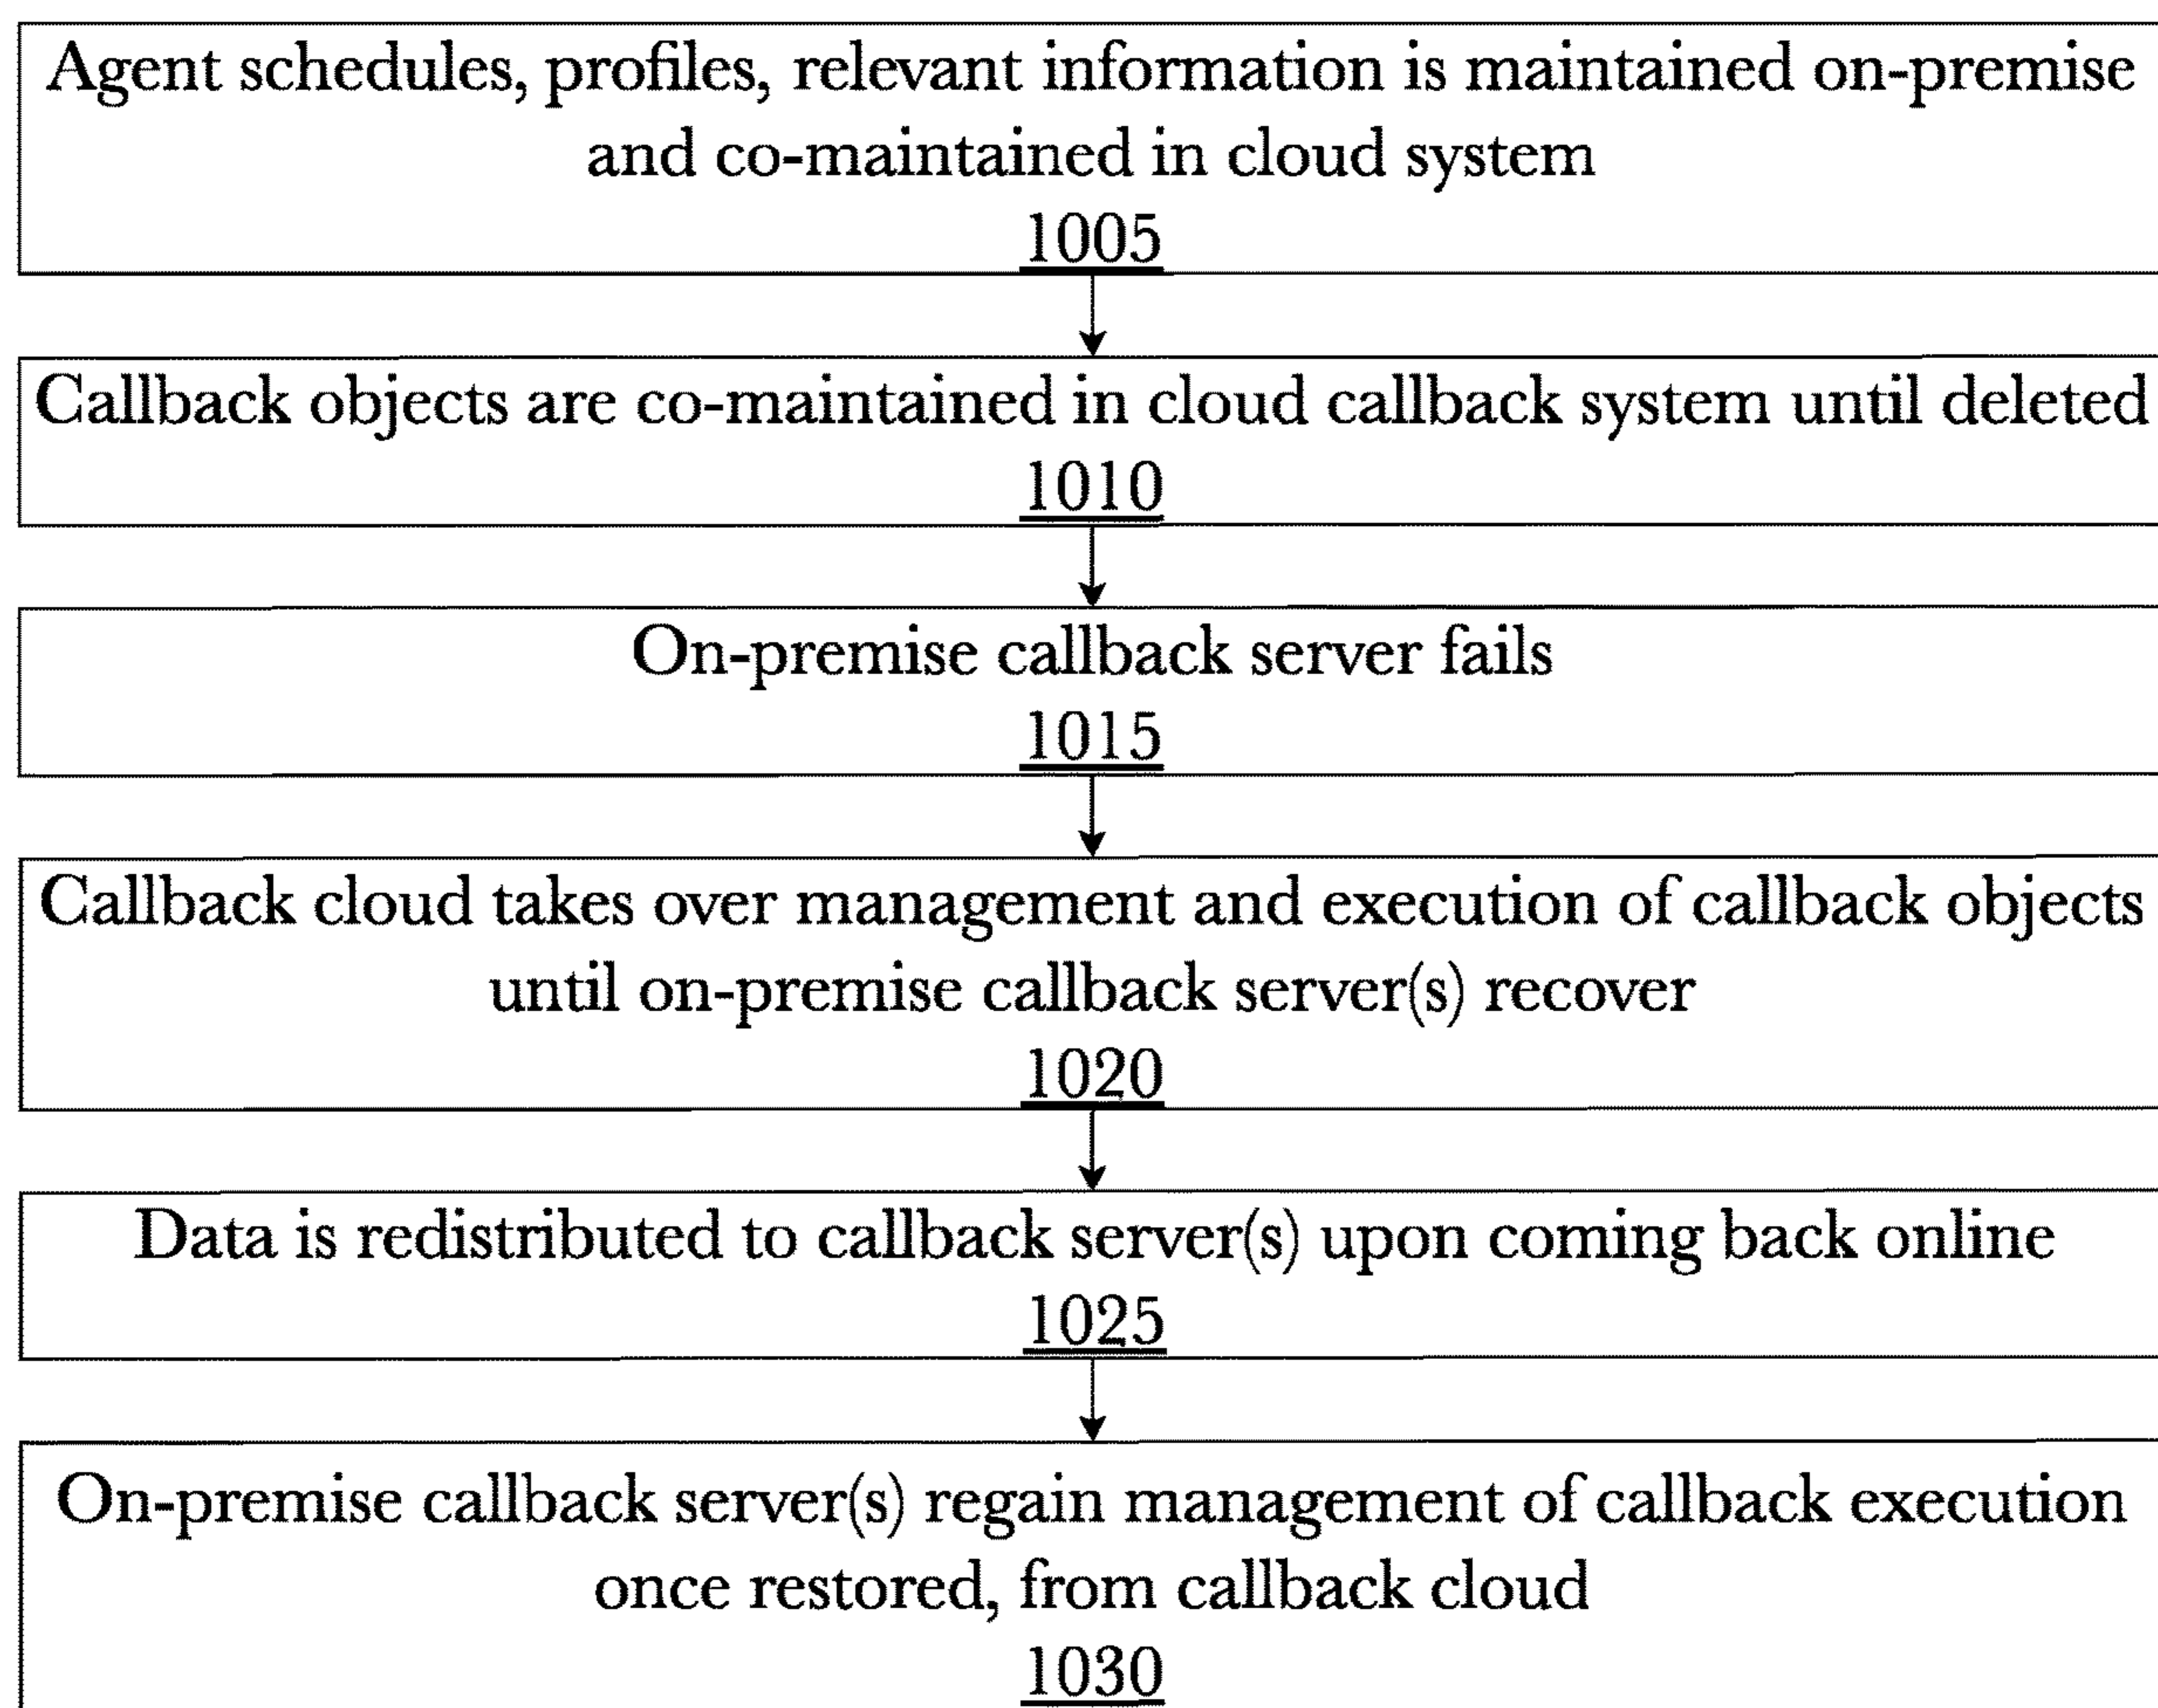 Agent schedules, profiles, relevant information is maintained on-premise
and co-maintained in cloud system
1005
Callback objects are co-maintained in cloud callback system until deleted
1010
On-premise callback server fails
1015
Callback cloud takes over management and execution of callback objects
until on-premise callback server(s) recover
1020
Data is redistributed to callback server(s) upon coming back online
1025
On-premise callback server(s) regain management of callback execution
once restored, from callback cloud
1030